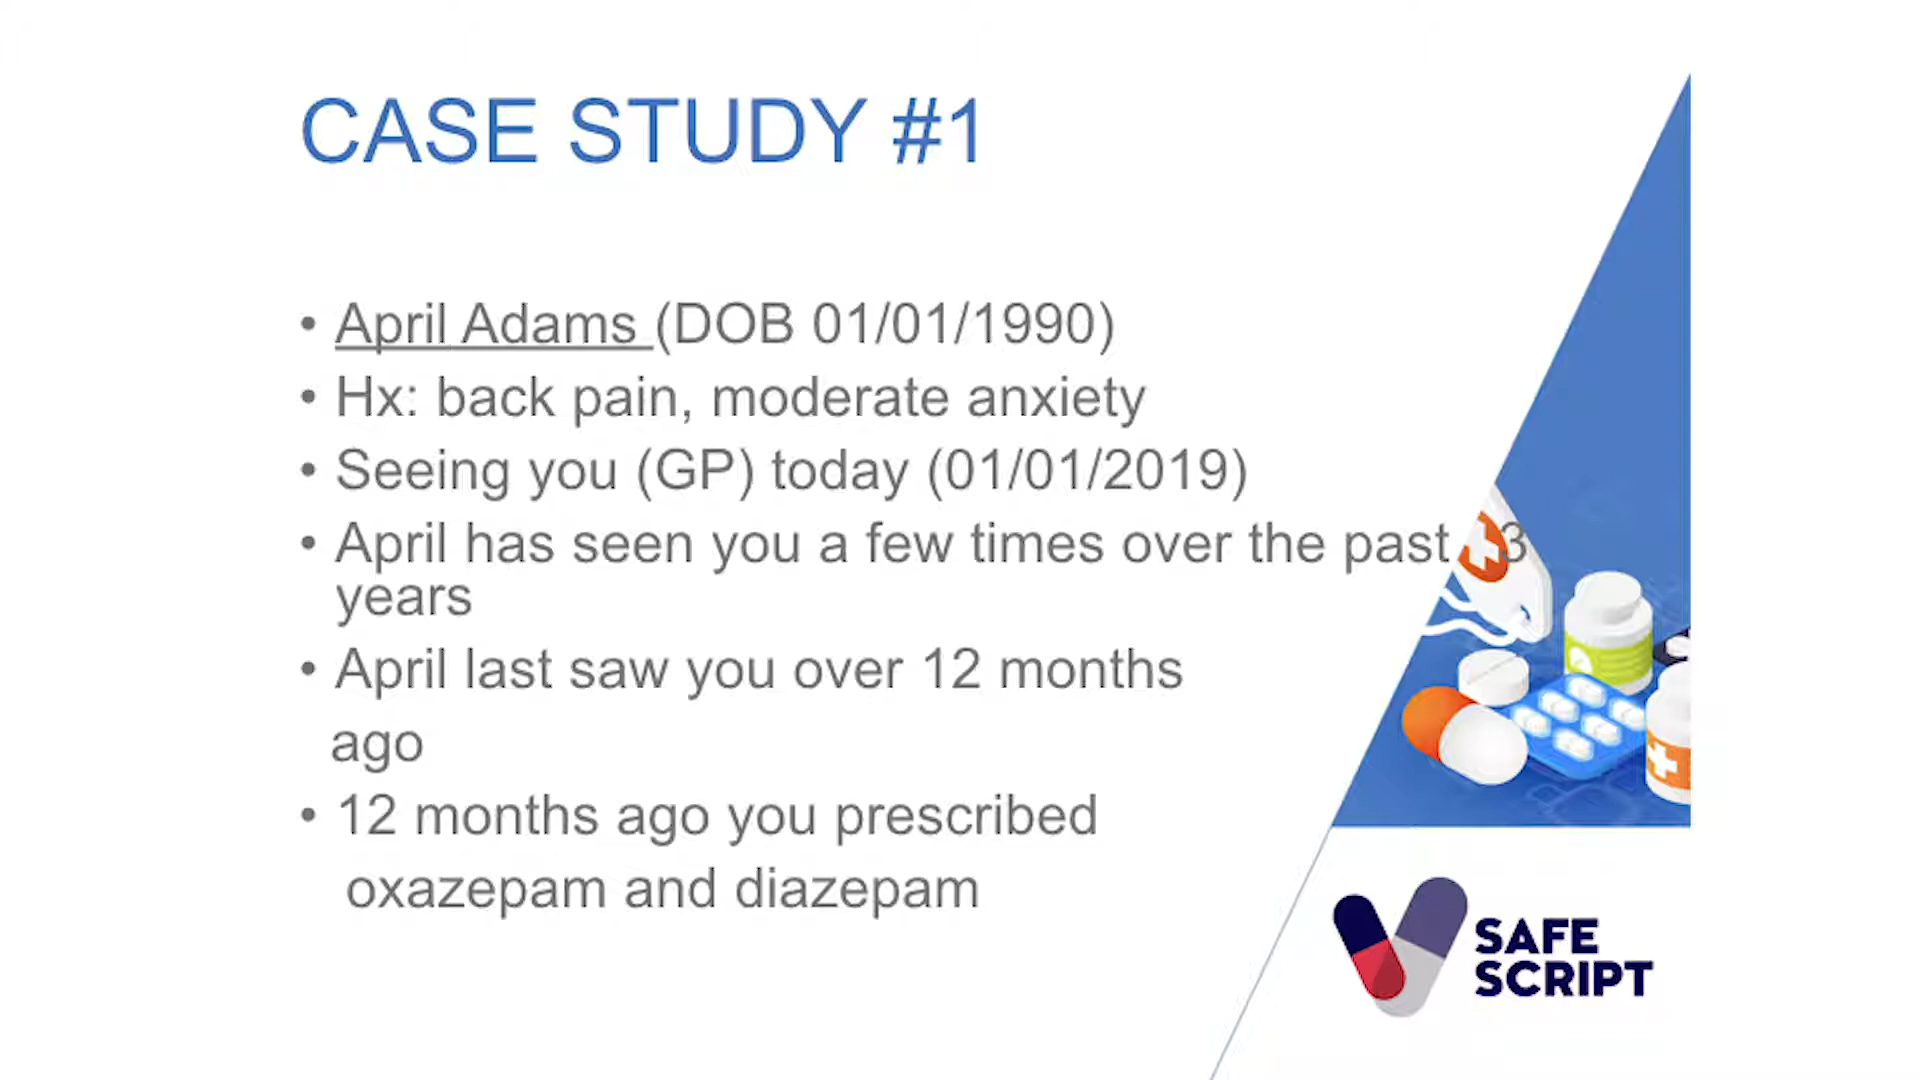 CASE STUDY #1
• April Adams (DOB 01/01/1990)
• Hx: back pain, moderate anxiety
• Seeing you (GP) today (01/01/2019)
• April has seen you a few times over the past 3
years
• April last saw you over 12 months
ago
• 12 months ago you prescribed
oxazepam and diazepam
SAFE
SCRIPT